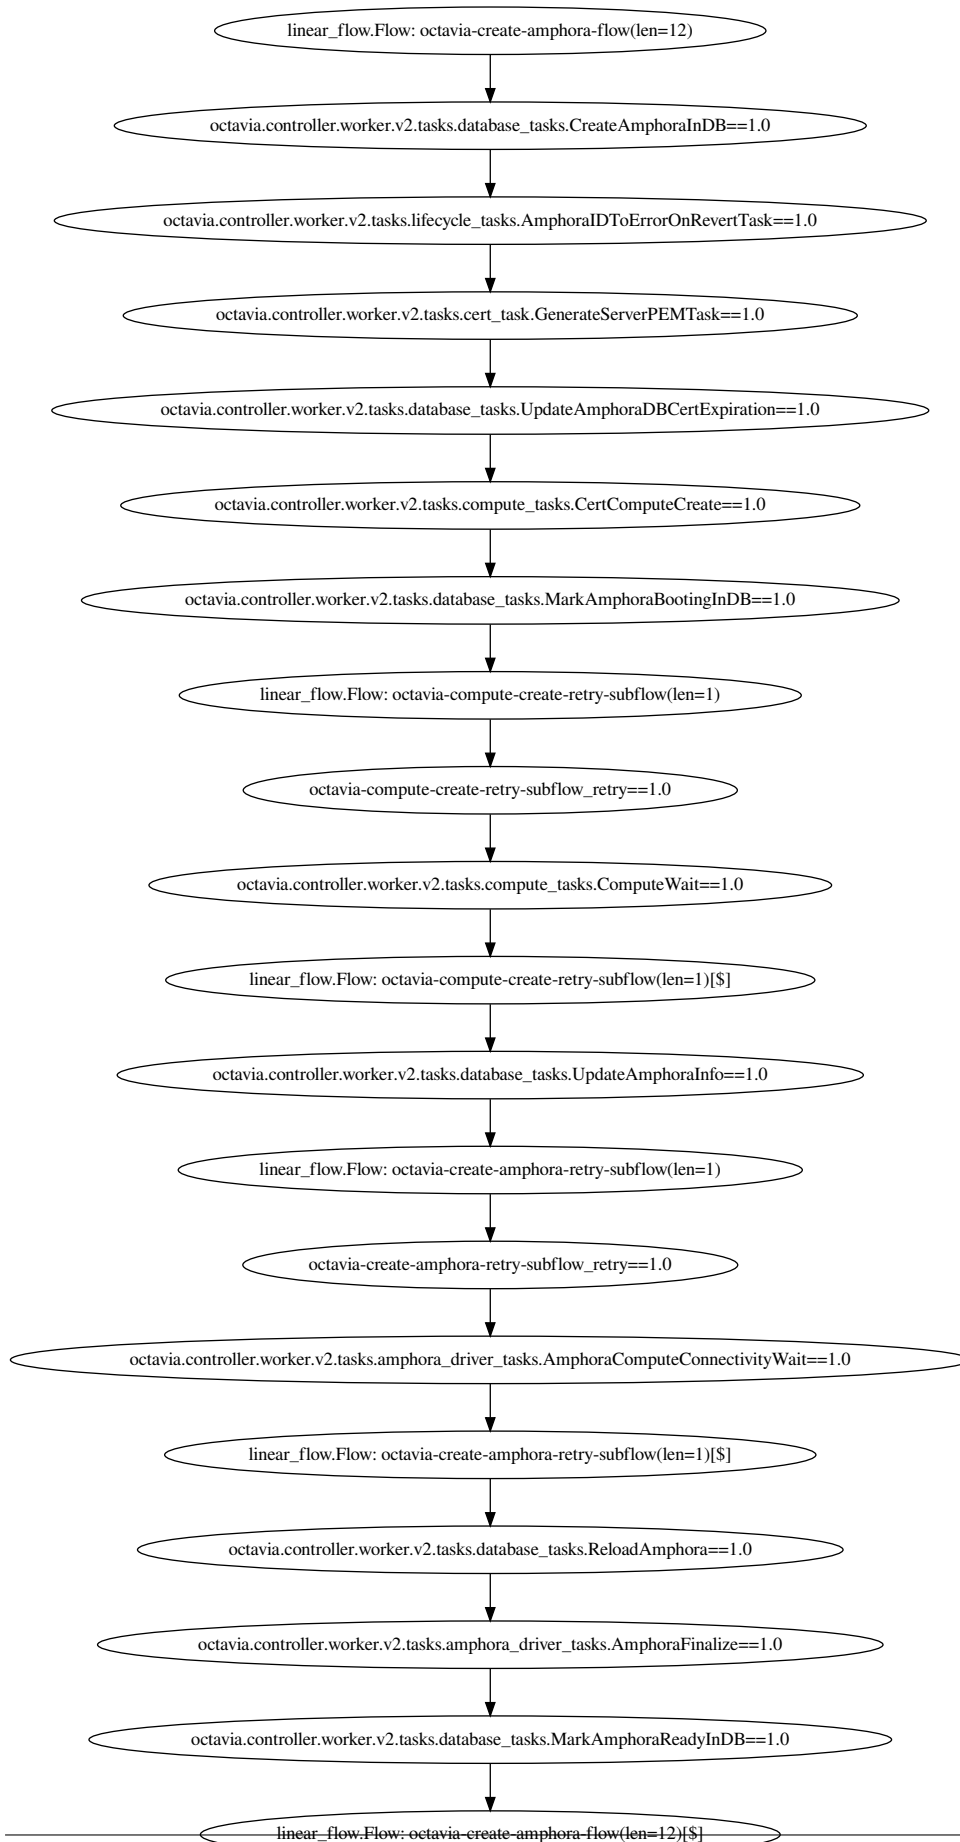 linear_flow.Flow: octavia-create-amphora-flow(len=12)
octavia.controller.worker.v2.tasks.database_tasks.CreateAmphoraInDB==1.0
octavia.controller.worker.v2.tasks.lifecycle_tasks.AmphoraIDToErrorOnRevertTask==1.0
octavia.controller.worker.v2.tasks.cert_task.GenerateServerPEMTask==1.0
octavia.controller.worker.v2.tasks.database_tasks.UpdateAmphoraDBCertExpiration==1.0
octavia.controller.worker.v2.tasks.compute_tasks.CertComputeCreate==1.0
octavia.controller.worker.v2.tasks.database_tasks.MarkAmphoraBootingInDB==1.0
linear_flow.Flow: octavia-compute-create-retry-subflow(len=1)
octavia-compute-create-retry-subflow_retry==1.0
octavia.controller.worker.v2.tasks.compute_tasks.ComputeWait==1.0
linear_flow.Flow: octavia-compute-create-retry-subflow(len=1)[$]
octavia.controller.worker.v2.tasks.database_tasks.UpdateAmphoraInfo==1.0
linear_flow.Flow: octavia-create-amphora-retry-subflow(len=1)
octavia-create-amphora-retry-subflow_retry==1.0
octavia.controller.worker.v2.tasks.amphora_driver_tasks.AmphoraComputeConnectivityWait==1.0
linear_flow.Flow: octavia-create-amphora-retry-subflow(len=1)[$]
octavia.controller.worker.v2.tasks.database_tasks.ReloadAmphora==1.0
octavia.controller.worker.v2.tasks.amphora_driver_tasks.AmphoraFinalize==1.0
octavia.controller.worker.v2.tasks.database_tasks.MarkAmphoraReadyInDB==1.0
linear_flow.Flow: octavia-create-amphora-flow(len=12)[$]